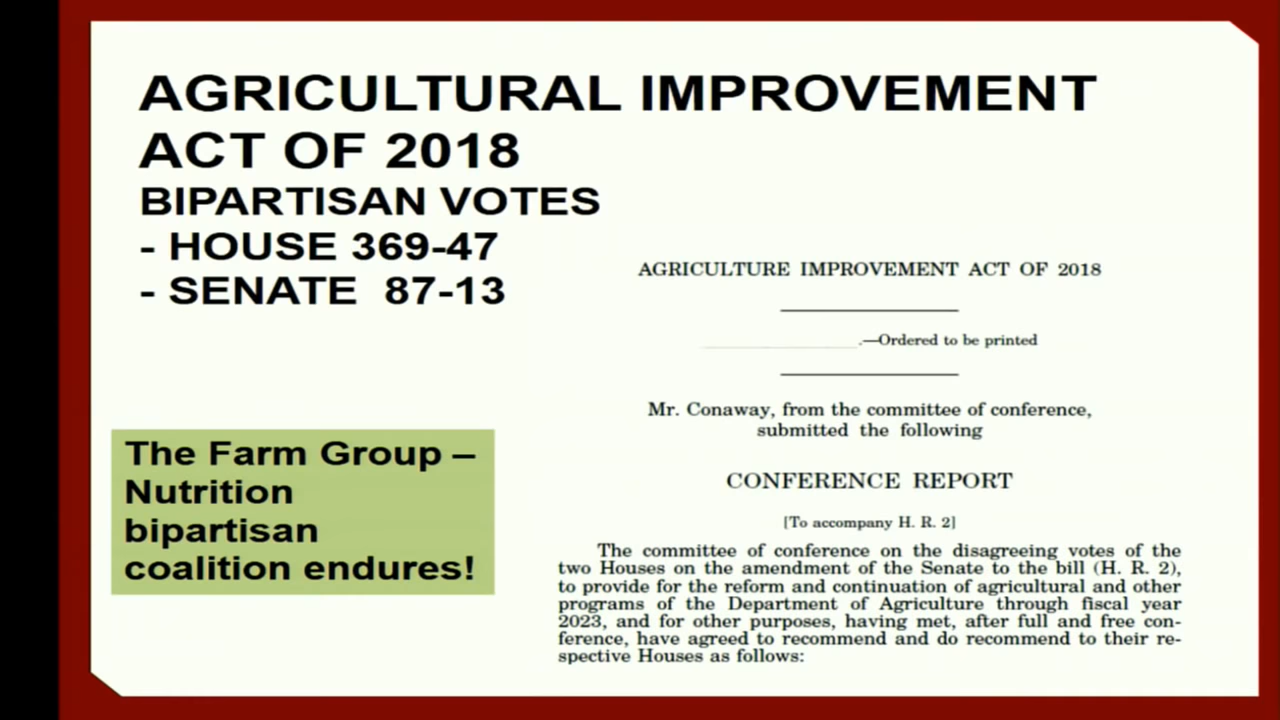 AGRICULTURAL IMPROVEMENT
ACT OF 2018
BIPARTISAN VOTES
- HOUSE 369-47
- SENATE 87-13
The Farm Group –
Nutrition
bipartisan
coalition endures!
AGRICULTURE IMPROVEMENT ACT OF 2018
.—Ordered to be printed
Mr. Conaway, from the committee of conference,
submitted the following
CONFERENCE REPORT
[To accompany H. R. 2]
The committee of conference on the disagreeing votes of the
two Houses on the amendment of the Senate to the bill (H. R. 2),
to provide for the reform and continuation of agricultural and other
programs of the Department of Agriculture through fiscal year
2023, and for other purposes, having met, after full and free con-
ference, have agreed to recommend and do recommend to their re-
spective Houses as follows: